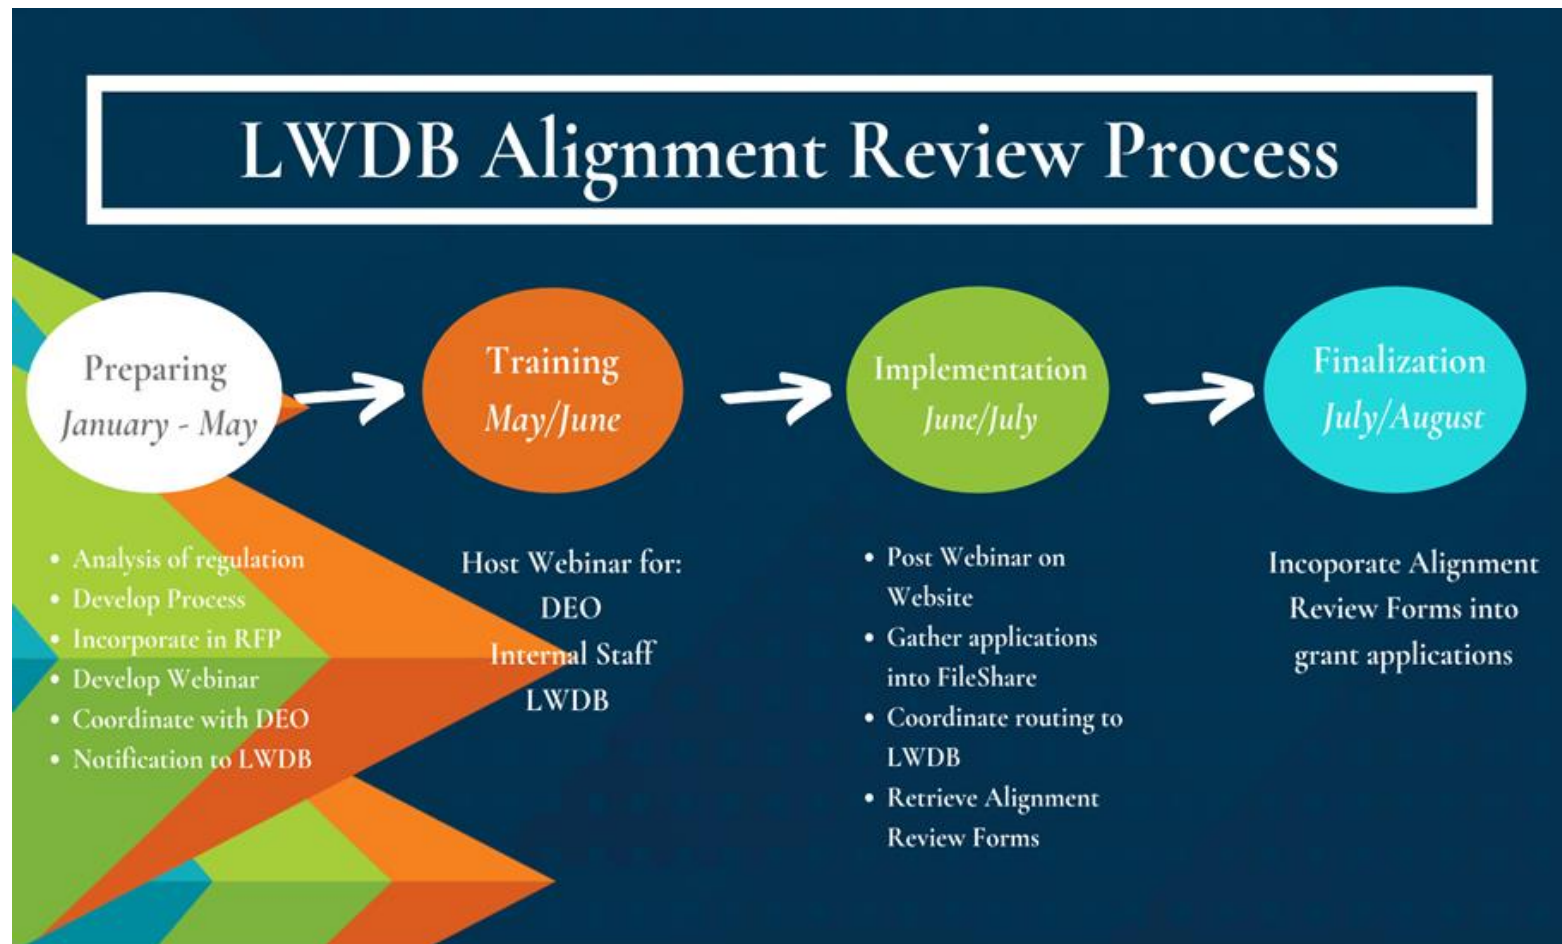 LWDB Alignment Review Process
Preparing
January - May
• Analysis of regulation
• Develop Process
• Incorporate in RFP
• Develop Webinar
• Coordinate with DEO
• Notification to LWDB
Training
May/June
Host Webinar for:
DEO
Internal Staff
LWDB
Implementation
June/July
• Post Webinar on
Website
• Gather applications
into FileShare
• Coordinate routing to
LWDB
• Retrieve Alignment
Review Forms
Finalization
July/August
Incoporate Alignment
Review Forms into
grant applications